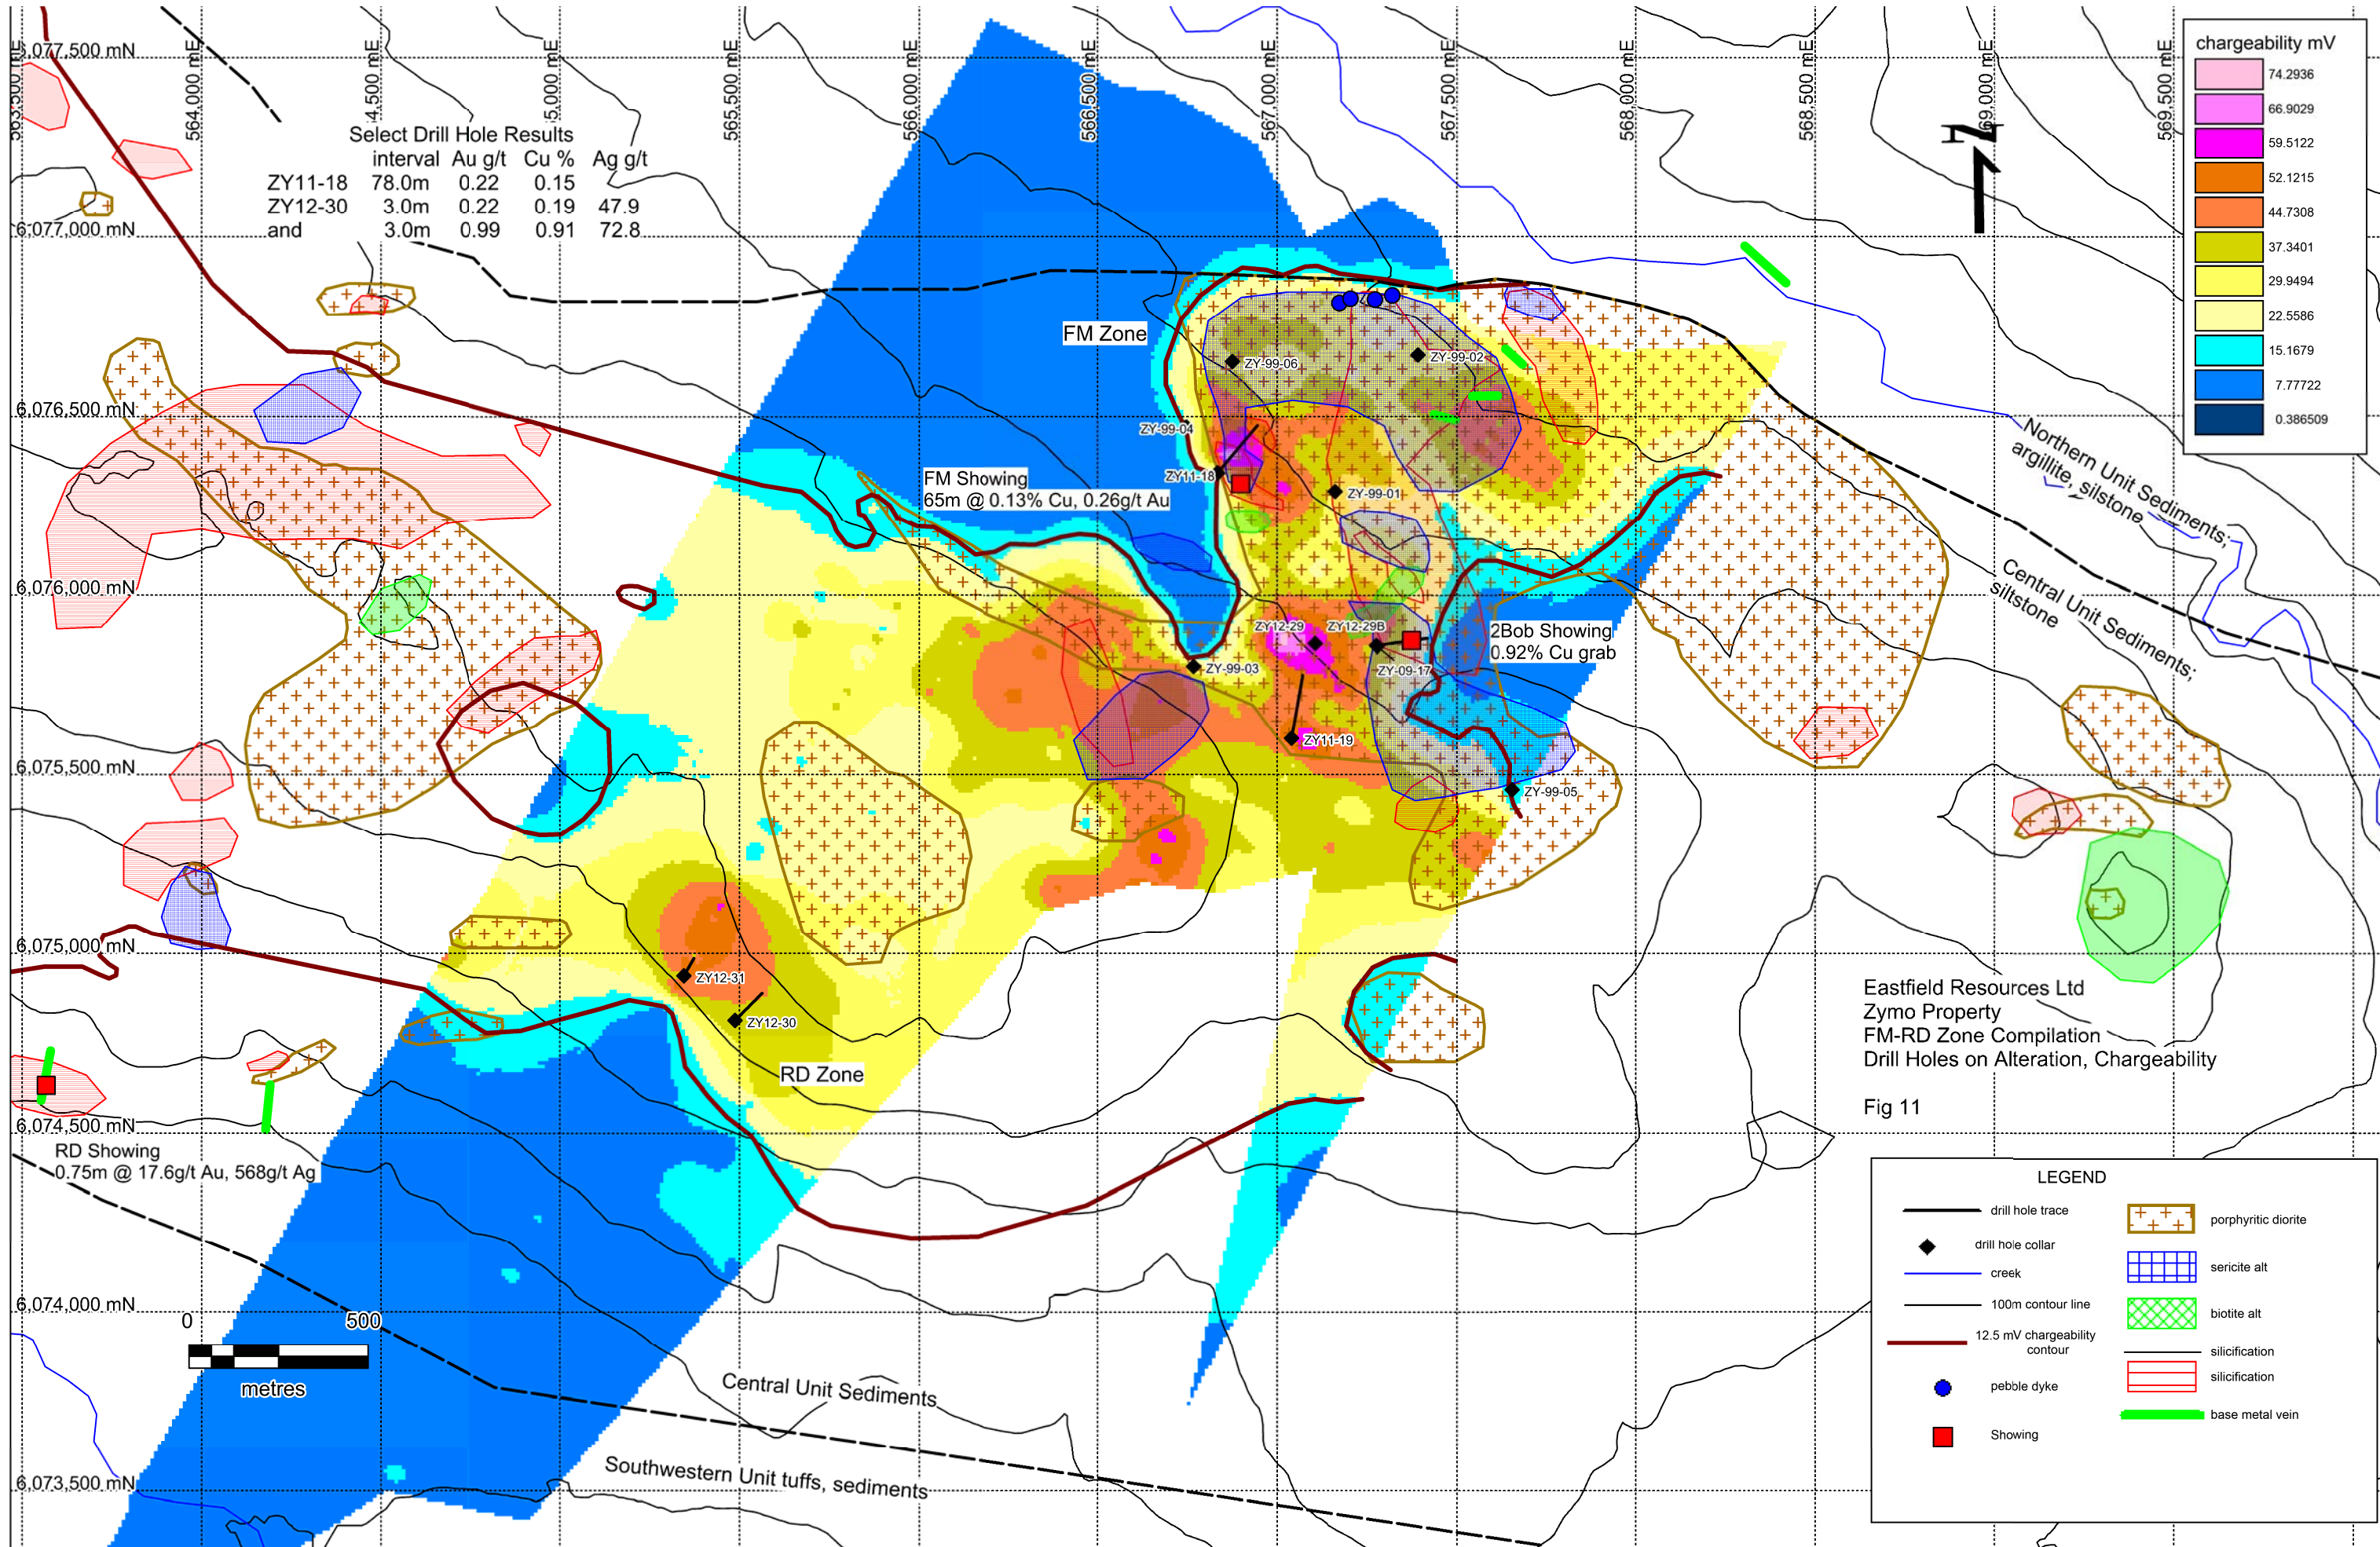 563,500 mE
564,000 mE
564,500 mE
565,000 mE
565,500 mE
566,000 mE
566,500 mE
567,000 mE
567,500 mE
568,000 mE
568,500 mE
569,000 mE
569,500 mE
6,077,500 mN
6,077,000 mN
6,076,500 mN
6,076,000 mN
6,075,500 mN
6,075,000 mN
6,074,500 mN
6,074,000 mN
6,073,500 mN
Select Drill Hole Results
interval Au g/t Cu % Ag g/t
ZY11-18 78.0m 0.22 0.15
ZY12-30 3.0m 0.22 0.19 47.9
and 3.0m 0.99 0.91 72.8
chargeability mV
74.2936
66.9029
59.5122
52.1215
44.7308
37.3401
29.9494
22.5586
15.1679
7.77722
0.386509
N
FM Zone
ZY-99-06
ZY-99-02
ZY-99-04
ZY11-18
FM Showing
65m @ 0.13% Cu, 0.26g/t Au
ZY-99-01
Northern Unit Sediments;
argillite, silstone
Central Unit Sediments;
siltstone
ZY12-29
ZY12-29B
2Bob Showing
0.92% Cu grab
ZY-99-03
ZY-09-17
ZY11-19
ZY-99-05
ZY12-31
ZY12-30
RD Zone
Eastfield Resources Ltd
Zymo Property
FM-RD Zone Compilation
Drill Holes on Alteration, Chargeability
Fig 11
RD Showing
0.75m @ 17.6g/t Au, 568g/t Ag
0 500
metres
Central Unit Sediments
Southwestern Unit tuffs, sediments
LEGEND
drill hole trace
drill hole collar
creek
100m contour line
12.5 mV chargeability
contour
pebble dyke
Showing
porphyritic diorite
sericite alt
biotite alt
silicification
silicification
base metal vein